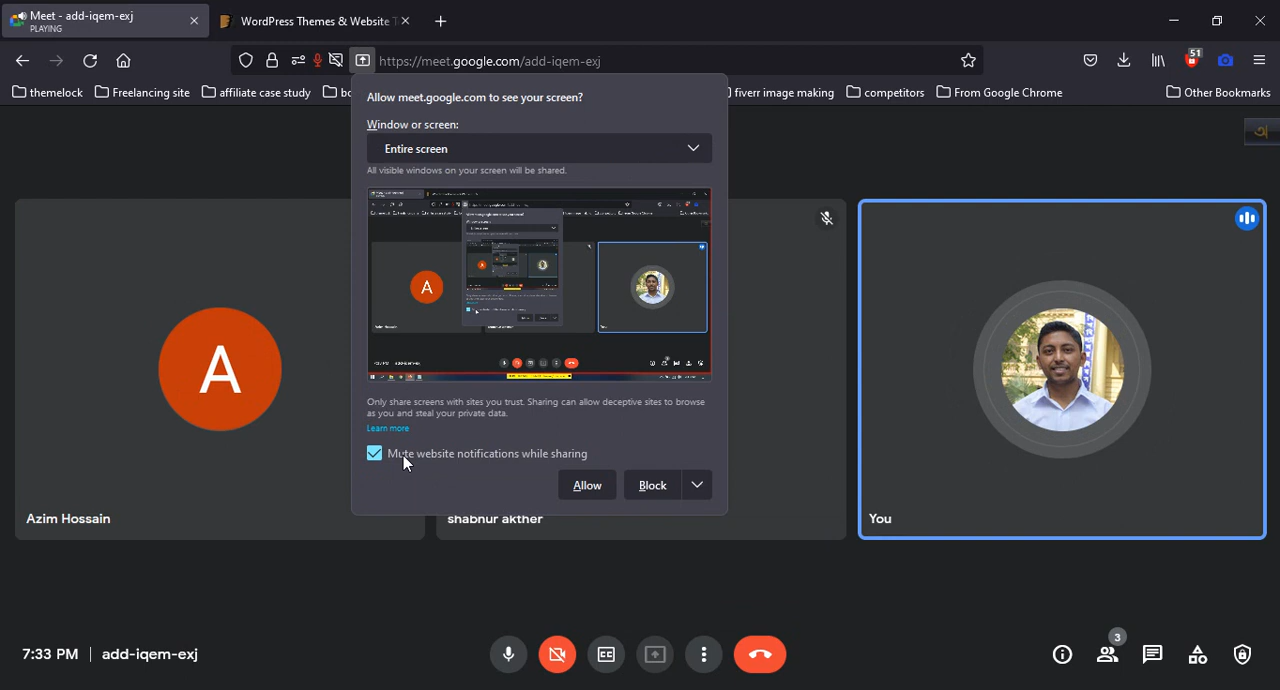 Meet - add-iqem-exj
PLAYING
WordPress Themes & Website
https://meet.google.com/add-iqem-exj
51
themelock
Freelancing site
affiliate case study
fiverr image making
competitors
From Google Chrome
Other Bookmarks
Allow meet.google.com to see your screen?
Window or screen:
Entire screen
All visible windows on your screen will be shared.
অ
A
A
Only share screens with sites you trust. Sharing can allow deceptive sites to browse
as you and steal your private data.
Learn more
Mute website notifications while sharing
Allow
Block
Azim Hossain
shabnur akther
You
7:33 PM | add-iqem-exj
3